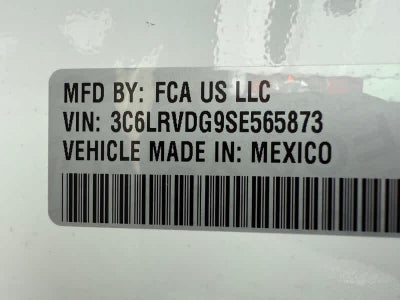 MFD BY: FCA US LLC
VIN: 3C6LRVDG9SE565873
VEHICLE MADE IN: MEXICO